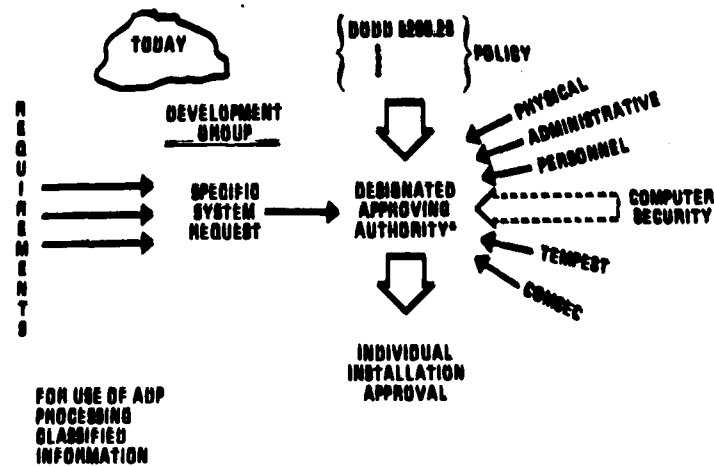 TODAY
DODD 5200.28
POLICY
REQUIREMENTS
DEVELOPMENT
GROUP
PHYSICAL
ADMINISTRATIVE
PERSONNEL
SPECIFIC
SYSTEM
REQUEST
DESIGNATED
APPROVING
AUTHORITY*
COMPUTER
SECURITY
TEMPEST
COMSEC
INDIVIDUAL
INSTALLATION
APPROVAL
FOR USE OF ADP
PROCESSING
CLASSIFIED
INFORMATION